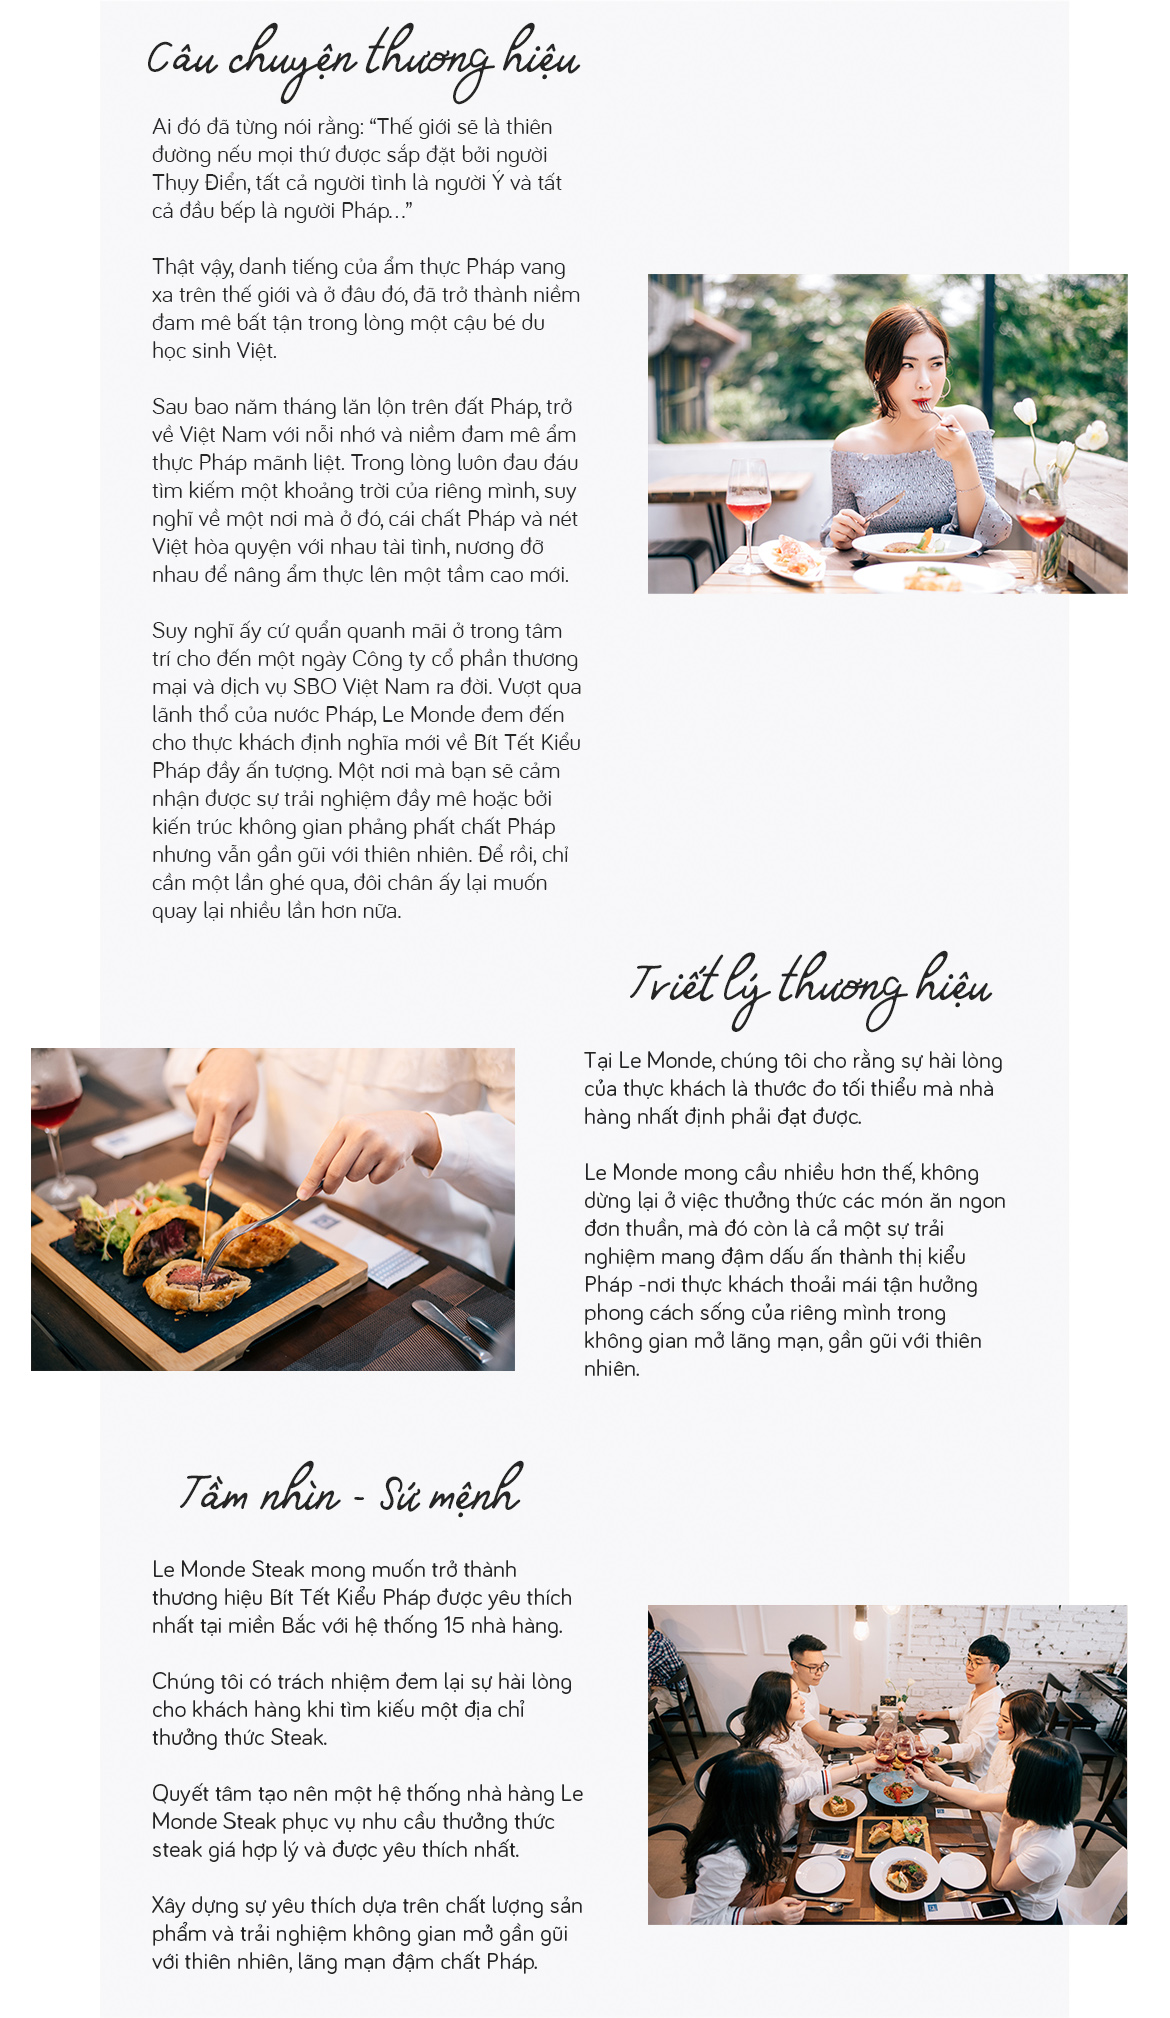 Câu chuyện thương hiệu
Ai đó đã từng nói rằng: “Thế giới sẽ là thiên
đường nếu mọi thứ được sắp đặt bởi người
Thụy Điển, tất cả người tình là người Ý và tất
cả đầu bếp là người Pháp...”
Thật vậy, danh tiếng của ẩm thực Pháp vang
xa trên thế giới và ở đâu đó, đã trở thành niềm
đam mê bất tận trong lòng một cậu bé du
học sinh Việt.
Sau bao năm tháng lăn lộn trên đất Pháp, trở
về Việt Nam với nỗi nhớ và niềm đam mê ẩm
thực Pháp mãnh liệt. Trong lòng luôn đau đáu
tìm kiếm một khoảng trời của riêng mình, suy
nghĩ về một nơi mà ở đó, cái chất Pháp và nét
Việt hòa quyện với nhau tài tình, nương đỡ
nhau để nâng ẩm thực lên một tầm cao mới.
Suy nghĩ ấy cứ quẩn quanh mãi ở trong tâm
trí cho đến một ngày Công ty cổ phần thương
mại và dịch vụ SBO Việt Nam ra đời. Vượt qua
lãnh thổ của nước Pháp, Le Monde đem đến
cho thực khách định nghĩa mới về Bít Tết Kiểu
Pháp đầy ấn tượng. Một nơi mà bạn sẽ cảm
nhận được sự trải nghiệm đầy mê hoặc bởi
kiến trúc không gian phảng phất chất Pháp
nhưng vẫn gần gũi với thiên nhiên. Để rồi, chỉ
cần một lần ghé qua, đôi chân ấy lại muốn
quay lại nhiều lần hơn nữa.
Triết lý thương hiệu
Tại Le Monde, chúng tôi cho rằng sự hài lòng
của thực khách là thước đo tối thiểu mà nhà
hàng nhất định phải đạt được.
Le Monde mong cầu nhiều hơn thế, không
dừng lại ở việc thưởng thức các món ăn ngon
đơn thuần, mà đó còn là cả một sự trải
nghiệm mang đậm dấu ấn thành thị kiểu
Pháp -nơi thực khách thoải mái tận hưởng
phong cách sống của riêng mình trong
không gian mở lãng mạn, gần gũi với thiên
nhiên.
Tầm nhìn - Sứ mệnh
Le Monde Steak mong muốn trở thành
thương hiệu Bít Tết Kiểu Pháp được yêu thích
nhất tại miền Bắc với hệ thống 15 nhà hàng.
Chúng tôi có trách nhiệm đem lại sự hài lòng
cho khách hàng khi tìm kiếu một địa chỉ
thưởng thức Steak.
Quyết tâm tạo nên một hệ thống nhà hàng Le
Monde Steak phục vụ nhu cầu thưởng thức
steak giá hợp lý và được yêu thích nhất.
Xây dựng sự yêu thích dựa trên chất lượng sản
phẩm và trải nghiệm không gian mở gần gũi
với thiên nhiên, lãng mạn đậm chất Pháp.